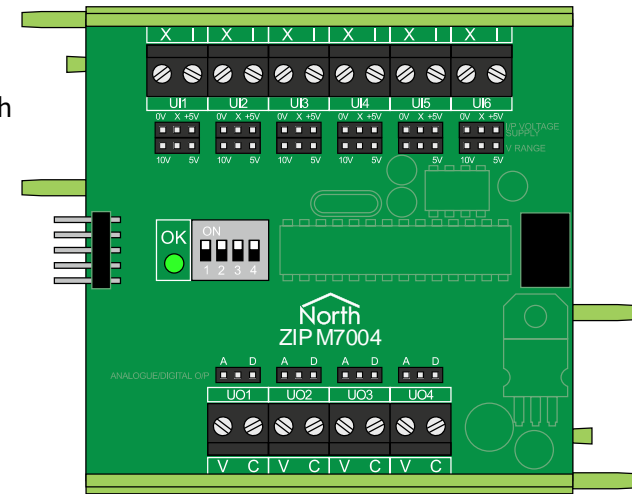 X I X I X I X I X I X I
UI1 UI2 UI3 UI4 UI5 UI6
0V X +5V 0V X +5V 0V X +5V 0V X +5V 0V X +5V 0V X +5V
I/P VOLTAGE
SUPPLY
V RANGE
10V 5V 10V 5V 10V 5V 10V 5V 5V 10V 5V
h
OK
ON
1 2 3 4
North
ZIP M7004
A D A D A D A D
ANALOGUE/DIGITAL O/P
UO1 UO2 UO3 UO4
V C V C V C V C